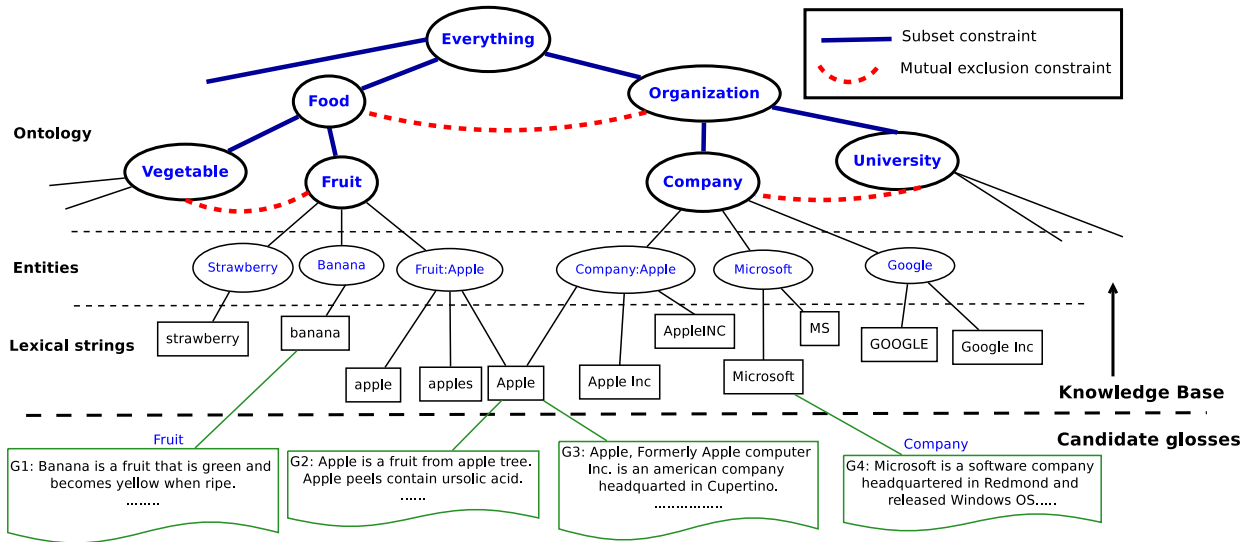 Everything
Subset constraint
Mutual exclusion constraint
Food
Organization
Ontology
Vegetable
Fruit
Company
University
Entities
Strawberry
Banana
Fruit:Apple
Company:Apple
Microsoft
Google
Lexical strings
strawberry
banana
apple
apples
Apple
Apple Inc
AppleINC
Microsoft
MS
GOOGLE
Google Inc
Knowledge Base
Candidate glosses
Fruit
G1: Banana is a fruit that is green and
becomes yellow when ripe.
........
G2: Apple is a fruit from apple tree.
Apple peels contain ursolic acid.
......
G3: Apple, Formerly Apple computer
Inc. is an american company
headquarted in Cupertino.
................
Company
G4: Microsoft is a software company
headquartered in Redmond and
released Windows OS.....